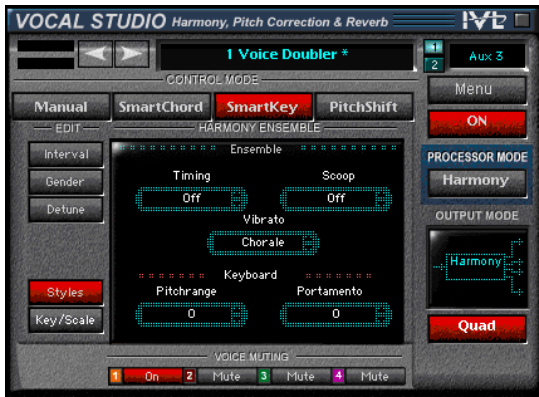 VOCAL STUDIO Harmony, Pitch Correction & Reverb IVL
1 Voice Doubler *
1
2
Aux 3
CONTROL MODE
Menu
Manual SmartChord SmartKey PitchShift
ON
EDIT
HARMONY ENSEMBLE
Interval
Ensemble
PROCESSOR MODE
Gender
Timing Scoop
Harmony
Detune
Off Off
OUTPUT MODE
Vibrato
Chorale
Harmony
Keyboard
Styles
Pitchrange Portamento
Key/Scale
0 0
Quad
VOICE MUTING
1 On 2 Mute 3 Mute 4 Mute